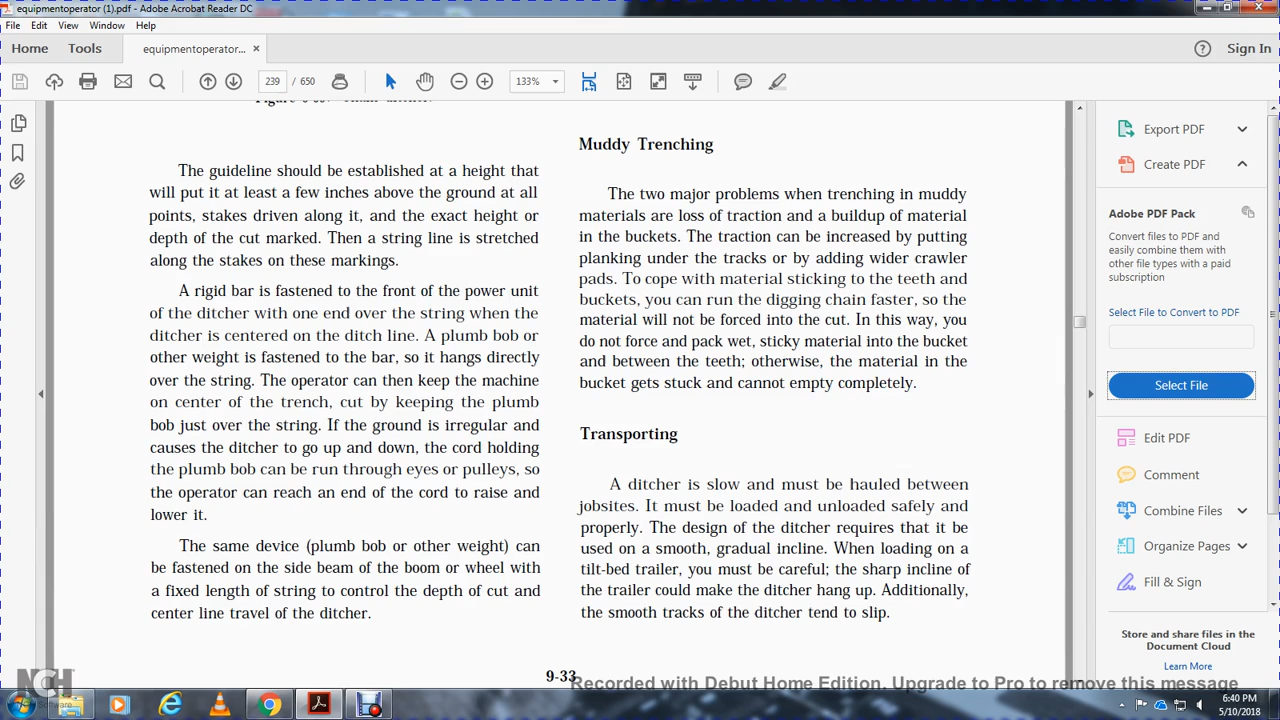 equipmentoperator (1).pdf - Adobe Acrobat Reader DC
File Edit View Window Help
Home Tools equipmentoperator... × Sign In
239 / 650 133%
The guideline should be established at a height that
will put it at least a few inches above the ground at all
points, stakes driven along it, and the exact height or
depth of the cut marked. Then a string line is stretched
along the stakes on these markings.
A rigid bar is fastened to the front of the power unit
of the ditcher with one end over the string when the
ditcher is centered on the ditch line. A plumb bob or
other weight is fastened to the bar, so it hangs directly
over the string. The operator can then keep the machine
on center of the trench, cut by keeping the plumb
bob just over the string. If the ground is irregular and
causes the ditcher to go up and down, the cord holding
the plumb bob can be run through eyes or pulleys, so
the operator can reach an end of the cord to raise and
lower it.
The same device (plumb bob or other weight) can
be fastened on the side beam of the boom or wheel with
a fixed length of string to control the depth of cut and
center line travel of the ditcher.
Muddy Trenching
The two major problems when trenching in muddy
materials are loss of traction and a buildup of material
in the buckets. The traction can be increased by putting
planking under the tracks or by adding wider crawler
pads. To cope with material sticking to the teeth and
buckets, you can run the digging chain faster, so the
material will not be forced into the cut. In this way, you
do not force and pack wet, sticky material into the bucket
and between the teeth; otherwise, the material in the
bucket gets stuck and cannot empty completely.
Transporting
A ditcher is slow and must be hauled between
jobsites. It must be loaded and unloaded safely and
properly. The design of the ditcher requires that it be
used on a smooth, gradual incline. When loading on a
tilt-bed trailer, you must be careful; the sharp incline of
the trailer could make the ditcher hang up. Additionally,
the smooth tracks of the ditcher tend to slip.
9-33
Export PDF
Create PDF
Adobe PDF Pack
Convert files to PDF and
easily combine them with
other file types with a paid
subscription
Select File to Convert to PDF
Select File
Edit PDF
Comment
Combine Files
Organize Pages
Fill & Sign
Store and share files in the
Document Cloud
Learn More
NCH
Software
Recorded with Debut Home Edition. Upgrade to Pro to remove this message
6:40 PM
5/10/2018